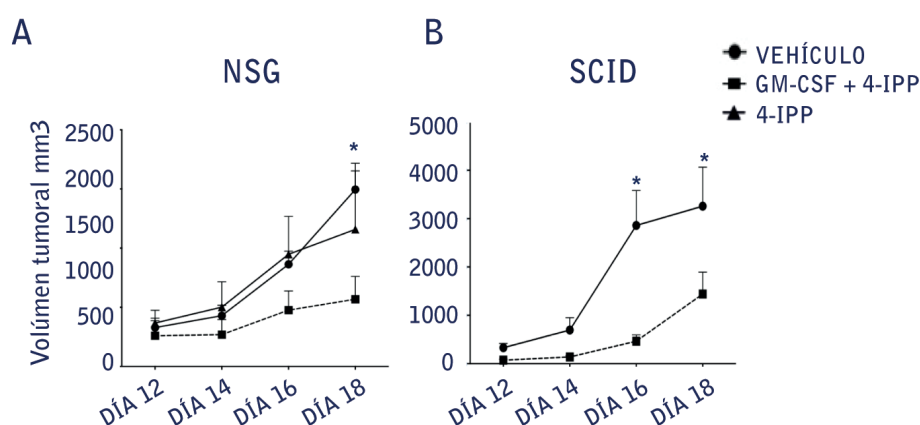 A
B
NSG
SCID
VEHÍCULO
GM-CSF + 4-IPP
4-IPP
Volúmen tumoral mm3
2500
2000
1500
1000
500
0
*
DÍA 12
DÍA 14
DÍA 16
DÍA 18
5000
4000
3000
2000
1000
0
*
*
DÍA 12
DÍA 14
DÍA 16
DÍA 18